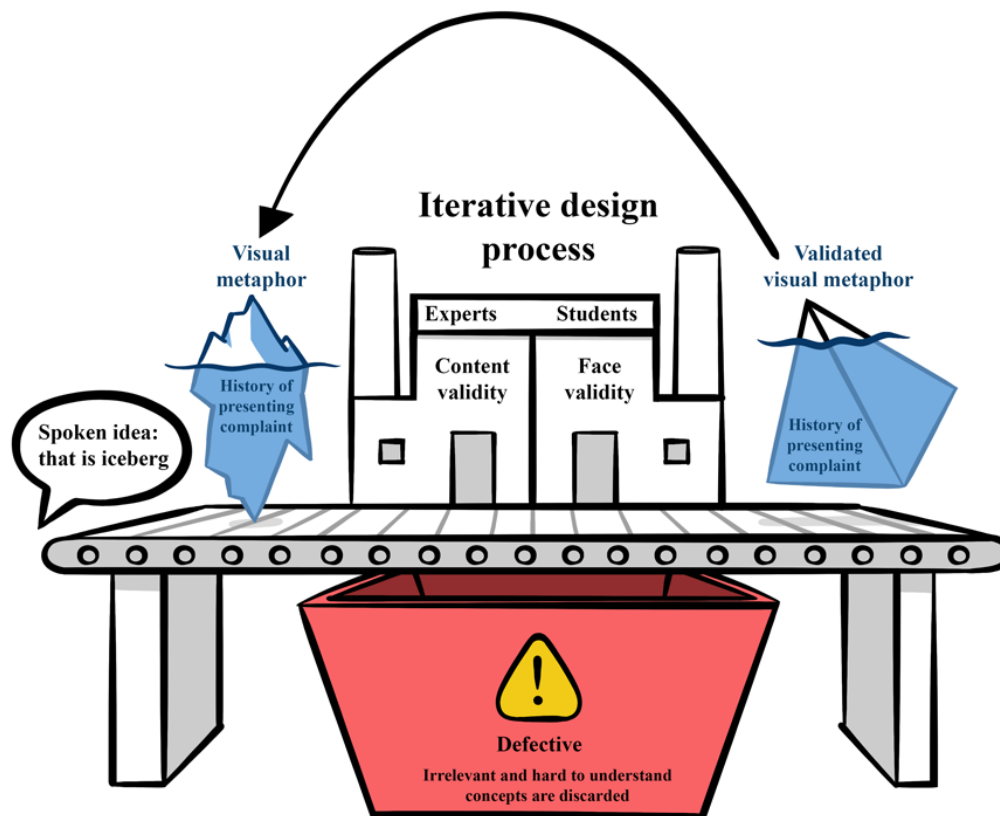 Iterative design
process
Visual
metaphor
Validated
visual metaphor
Experts
Students
Content
validity
Face
validity
History of
presenting
complaint
History of
presenting
complaint
Spoken idea:
that is iceberg
!
Defective
Irrelevant and hard to understand
concepts are discarded